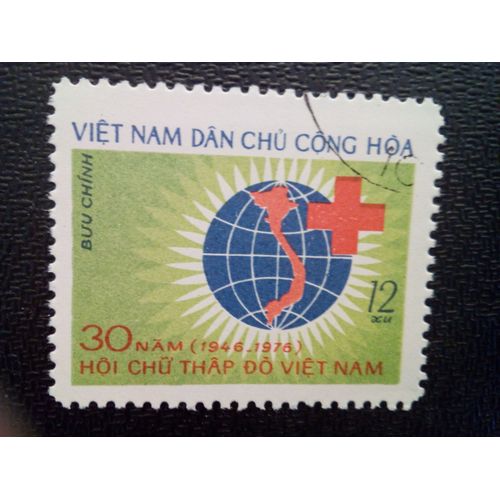 VIỆT NAM DÂN CHỦ CỘNG HÒA
BƯU CHÍNH
12
xu
30 NĂM (1946-1976)
HỘI CHỮ THẬP ĐỎ VIỆT NAM